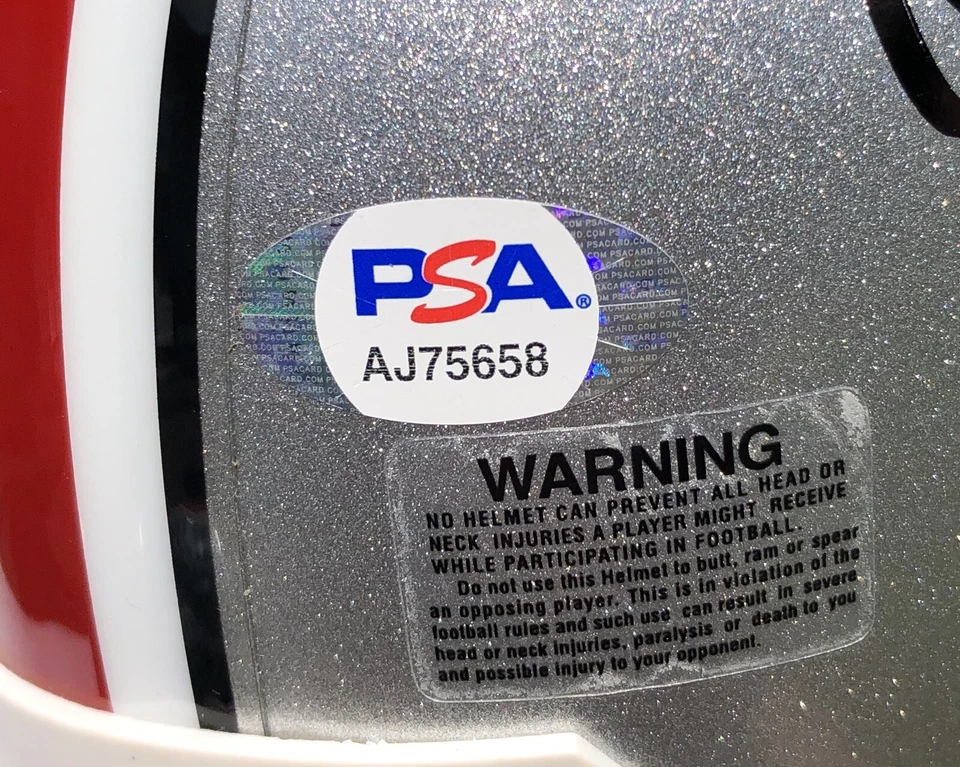 PSA®
AJ75658
WARNING
NO HELMET CAN PREVENT ALL HEAD OR
NECK INJURIES A PLAYER MIGHT RECEIVE
WHILE PARTICIPATING IN FOOTBALL.
Do not use this Helmet to butt, ram or spear
an opposing player. This is in violation of the
football rules and such use can result in severe
head or neck injuries, paralysis or death to you
and possible injury to your opponent.